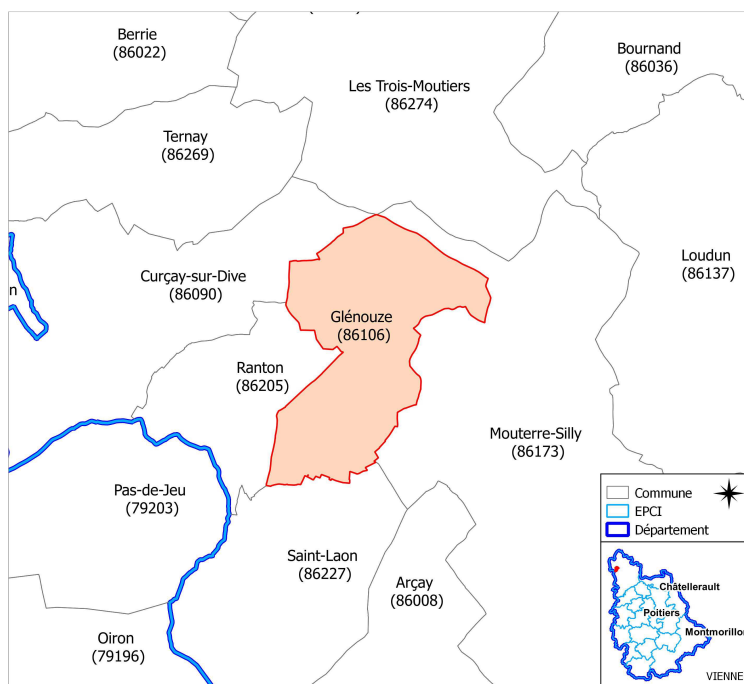 Berrie
(86022)
Bournand
(86036)
Les Trois-Moutiers
(86274)
Ternay
(86269)
Loudun
(86137)
Curçay-sur-Dive
(86090)
n
Glénouze
(86106)
Ranton
(86205)
Mouterre-Silly
(86173)
Pas-de-Jeu
(79203)
Saint-Laon
(86227)
Arçay
(86008)
Oiron
(79196)
Commune
EPCI
Département
Châtellerault
Poitiers
Montmorillon
VIENNE